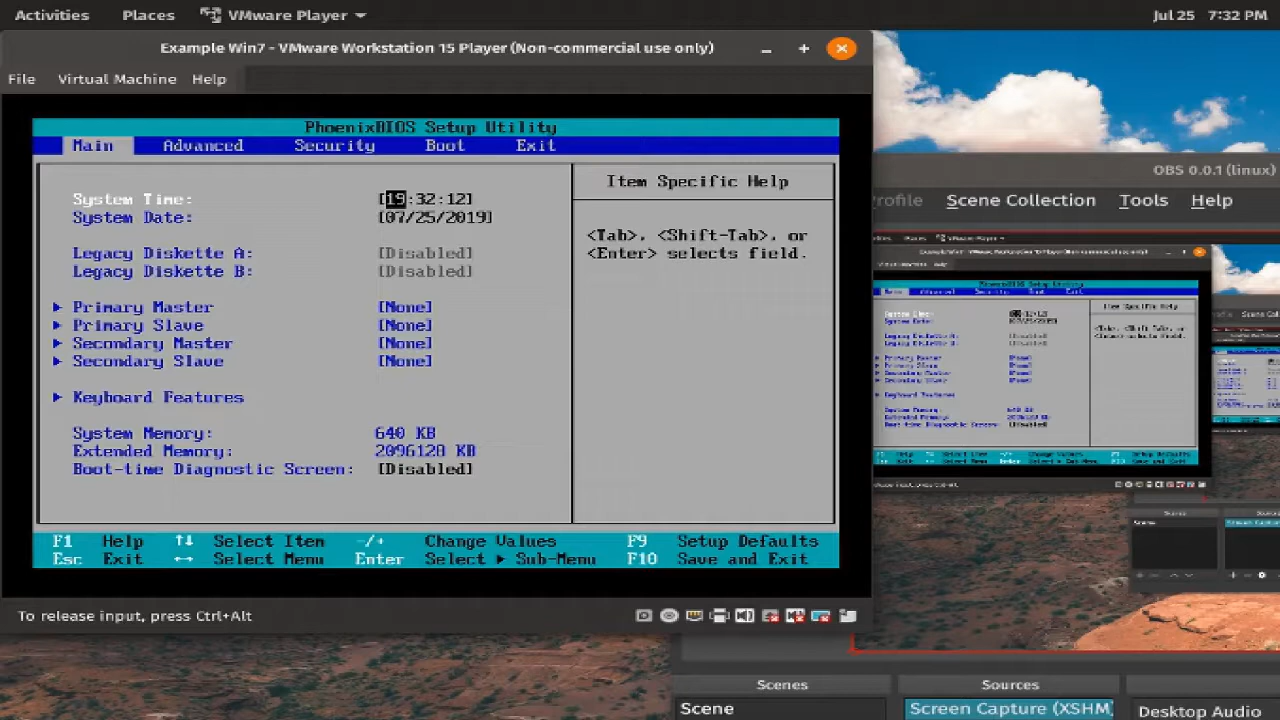 Activities Places VMware Player Jul 25 7:32 PM
Example Win7 - VMware Workstation 15 Player (Non-commercial use only)
File Virtual Machine Help
PhoenixBIOS Setup Utility
Main Advanced Security Boot Exit
Item Specific Help
System Time: [19:32:12]
System Date: [07/25/2019]
<Tab>, <Shift-Tab>, or
<Enter> selects field.
Legacy Diskette A: [Disabled]
Legacy Diskette B: [Disabled]
Primary Master [None]
Primary Slave [None]
Secondary Master [None]
Secondary Slave [None]
Keyboard Features
System Memory: 640 KB
Extended Memory: 2096128 KB
Boot-time Diagnostic Screen: [Disabled]
F1 Help ↑↓ Select Item -/+ Change Values F9 Setup Defaults
Esc Exit ↔ Select Menu Enter Select ▶ Sub-Menu F10 Save and Exit
To release input, press Ctrl+Alt
OBS 0.0.1 (linux)
rofile Scene Collection Tools Help
Item Specific Help
Keyboard Features
Scenes Sources
Scene Screen Capture (XSHM) Desktop Audio